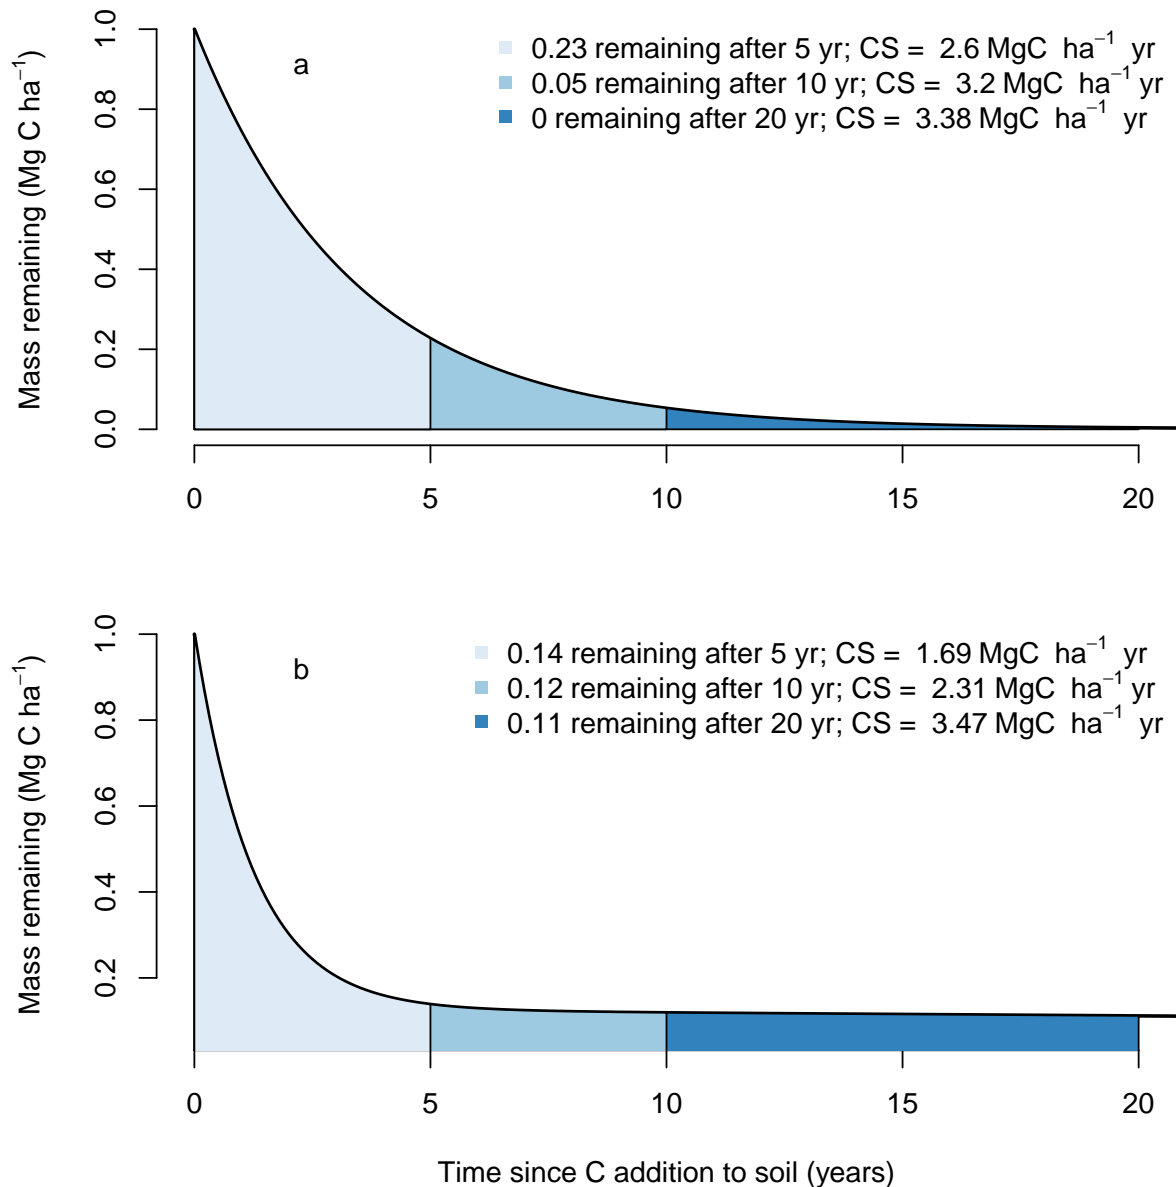 a
0.23 remaining after 5 yr; CS = 2.6 MgC ha⁻¹ yr
0.05 remaining after 10 yr; CS = 3.2 MgC ha⁻¹ yr
0 remaining after 20 yr; CS = 3.38 MgC ha⁻¹ yr
Mass remaining (Mg C ha⁻¹)
1.0
0.8
0.6
0.4
0.2
0.0
0 5 10 15 20
b
0.14 remaining after 5 yr; CS = 1.69 MgC ha⁻¹ yr
0.12 remaining after 10 yr; CS = 2.31 MgC ha⁻¹ yr
0.11 remaining after 20 yr; CS = 3.47 MgC ha⁻¹ yr
Mass remaining (Mg C ha⁻¹)
1.0
0.8
0.6
0.4
0.2
0 5 10 15 20
Time since C addition to soil (years)